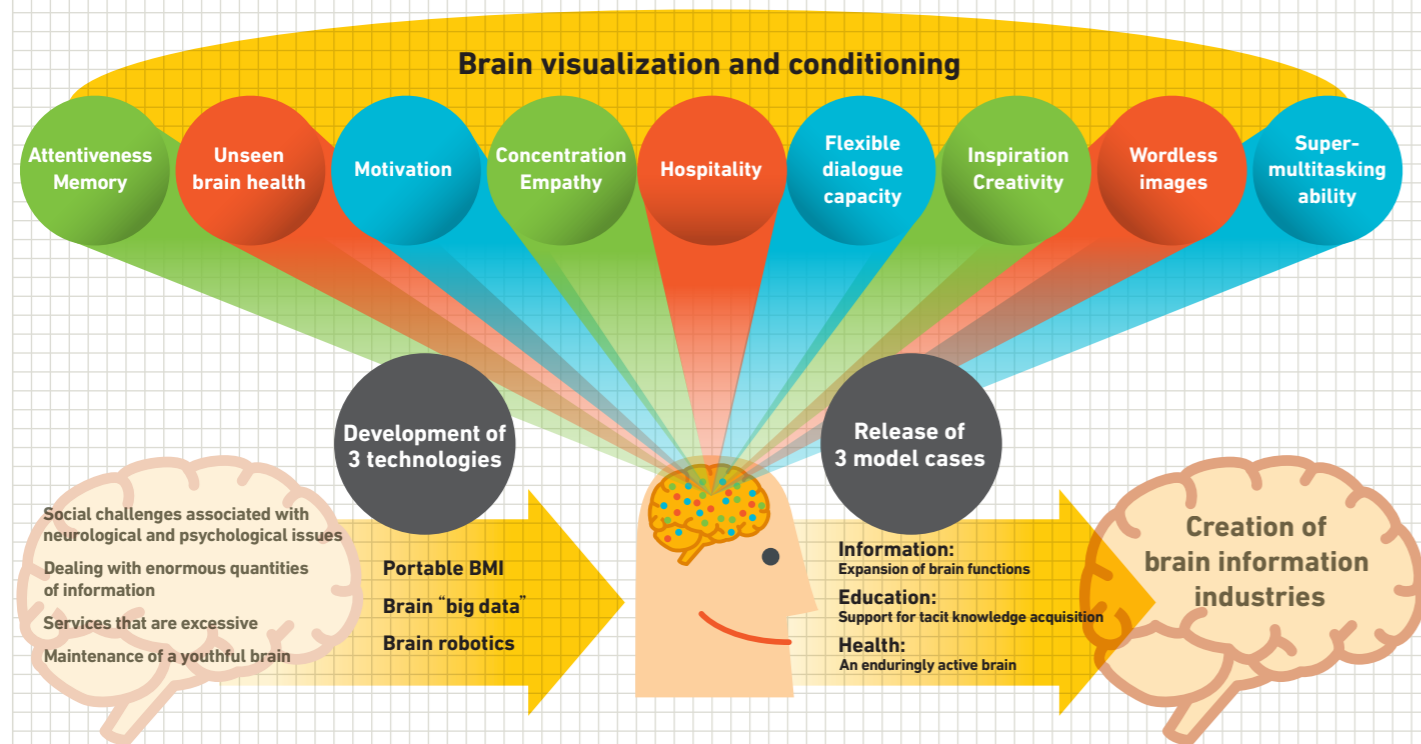 Brain visualization and conditioning
Attentiveness
Memory
Unseen
brain health
Motivation
Concentration
Empathy
Hospitality
Flexible
dialogue
capacity
Inspiration
Creativity
Wordless
images
Super-
multitasking
ability
Development of
3 technologies
Release of
3 model cases
Social challenges associated with
neurological and psychological issues
Dealing with enormous quantities
of information
Services that are excessive
Maintenance of a youthful brain
Portable BMI
Brain “big data”
Brain robotics
Information:
Expansion of brain functions
Education:
Support for tacit knowledge acquisition
Health:
An enduringly active brain
Creation of
brain information
industries